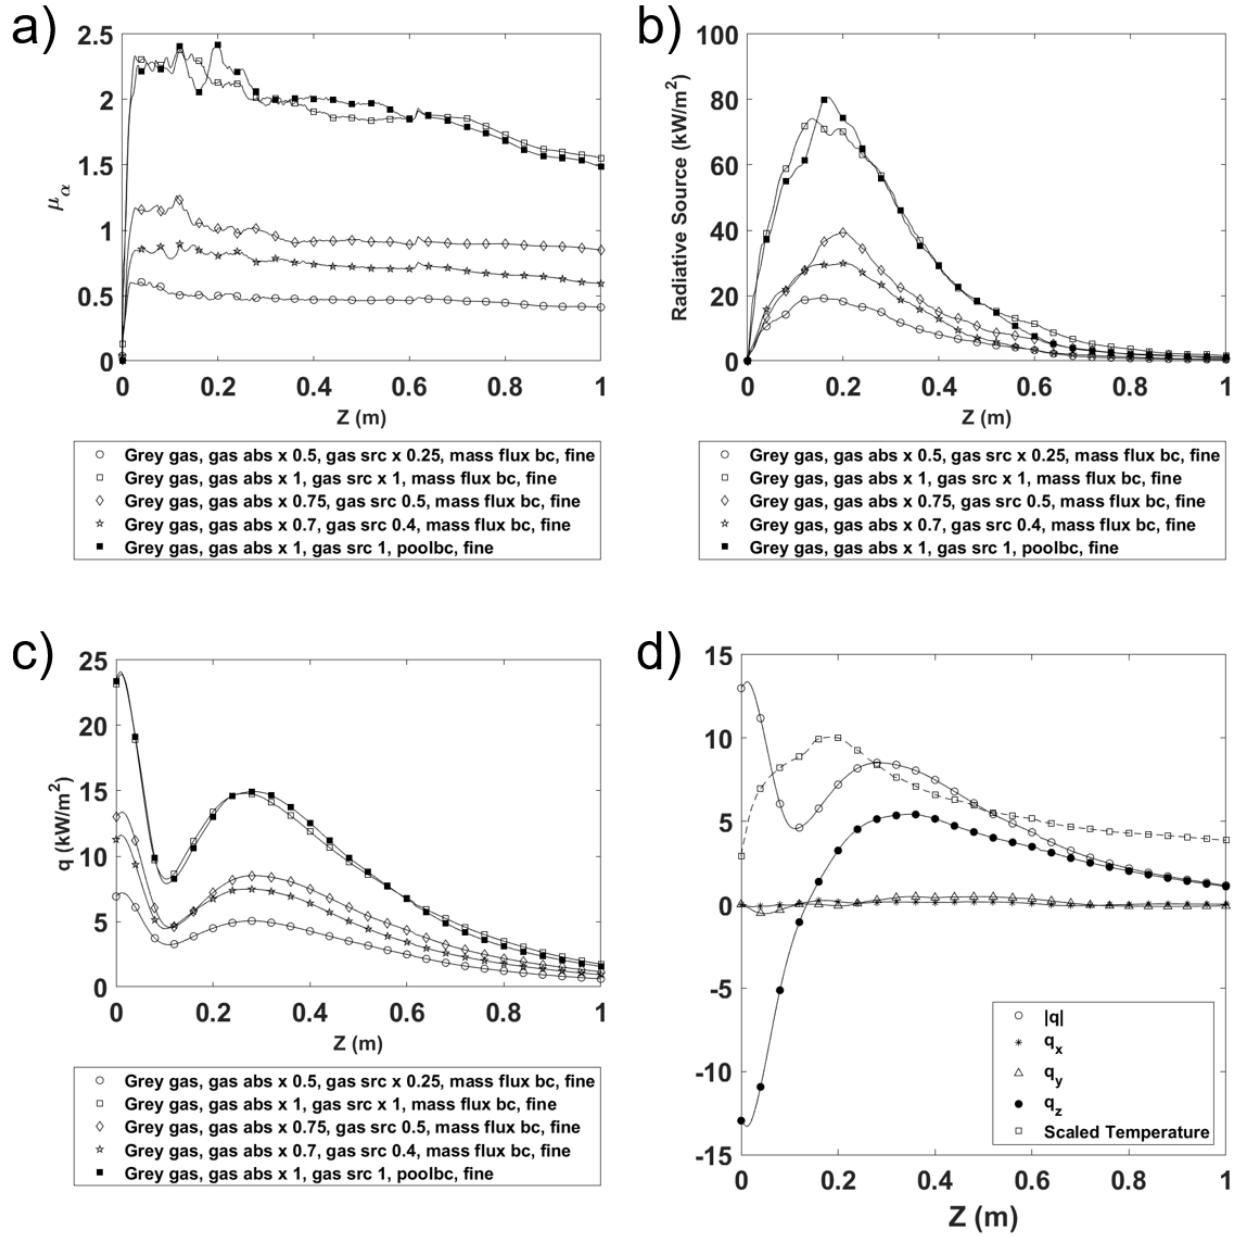 a)
2.5
2
1.5
1
0.5
0
μα
0 0.2 0.4 0.6 0.8 1
Z (m)
Grey gas, gas abs x 0.5, gas src x 0.25, mass flux bc, fine
Grey gas, gas abs x 1, gas src x 1, mass flux bc, fine
Grey gas, gas abs x 0.75, gas src 0.5, mass flux bc, fine
Grey gas, gas abs x 0.7, gas src 0.4, mass flux bc, fine
Grey gas, gas abs x 1, gas src 1, poolbc, fine
b)
100
80
60
40
20
0
Radiative Source (kW/m²)
0 0.2 0.4 0.6 0.8 1
Z (m)
Grey gas, gas abs x 0.5, gas src x 0.25, mass flux bc, fine
Grey gas, gas abs x 1, gas src x 1, mass flux bc, fine
Grey gas, gas abs x 0.75, gas src 0.5, mass flux bc, fine
Grey gas, gas abs x 0.7, gas src 0.4, mass flux bc, fine
Grey gas, gas abs x 1, gas src 1, poolbc, fine
c)
25
20
15
10
5
0
q (kW/m²)
0 0.2 0.4 0.6 0.8 1
Z (m)
Grey gas, gas abs x 0.5, gas src x 0.25, mass flux bc, fine
Grey gas, gas abs x 1, gas src x 1, mass flux bc, fine
Grey gas, gas abs x 0.75, gas src 0.5, mass flux bc, fine
Grey gas, gas abs x 0.7, gas src 0.4, mass flux bc, fine
Grey gas, gas abs x 1, gas src 1, poolbc, fine
d)
15
10
5
0
-5
-10
-15
|q|
qx
qy
qz
Scaled Temperature
0 0.2 0.4 0.6 0.8 1
Z (m)